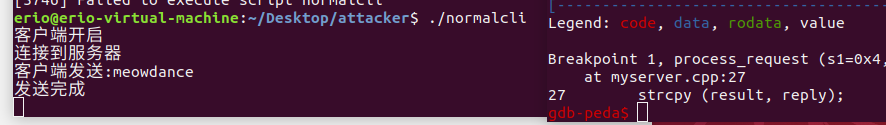 [3740] Failed to execute script normalcli
erio@erio-virtual-machine:~/Desktop/attacker$ ./normalcli
客户端开启
连接到服务器
客户端发送:meowdance
发送完成
[------------------------------------
Legend: code, data, rodata, value
Breakpoint 1, process_request (s1=0x4,
at myserver.cpp:27
27 strcpy (result, reply);
gdb-peda$